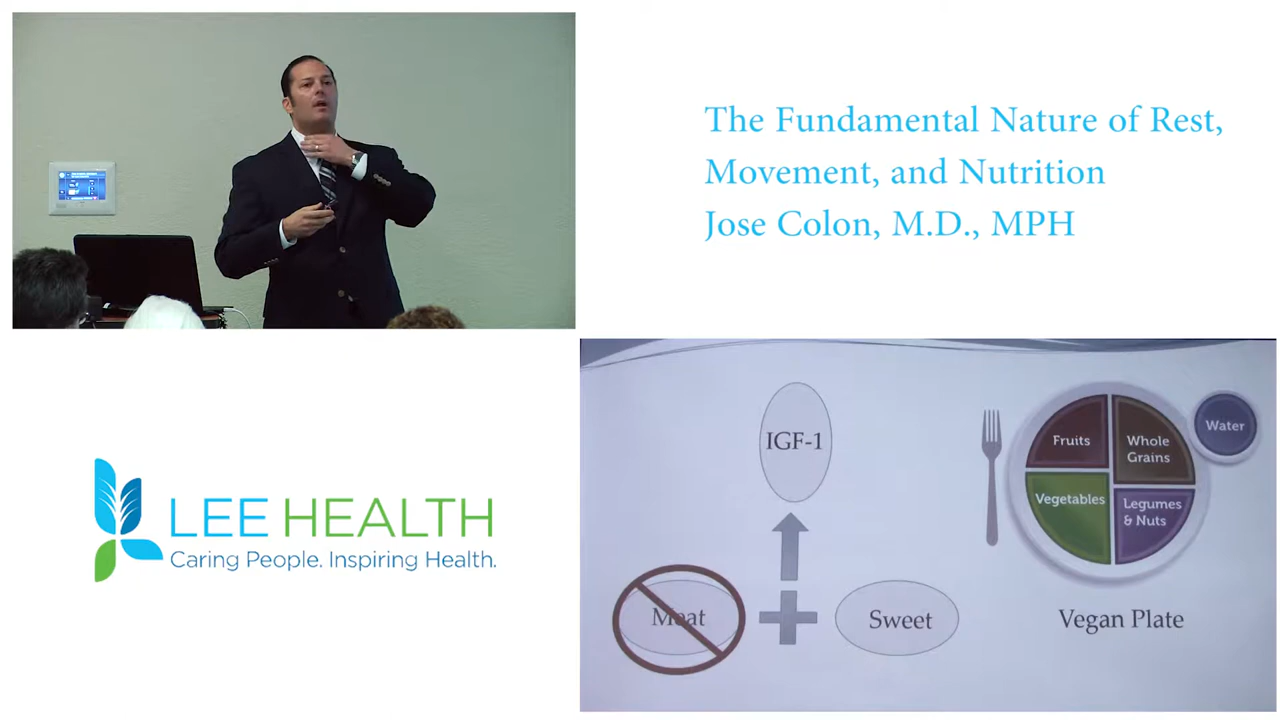 The Fundamental Nature of Rest,
Movement, and Nutrition
Jose Colon, M.D., MPH
LEE HEALTH
Caring People. Inspiring Health.
IGF-1
Meat
Sweet
Fruits
Whole
Grains
Vegetables
Legumes
& Nuts
Water
Vegan Plate